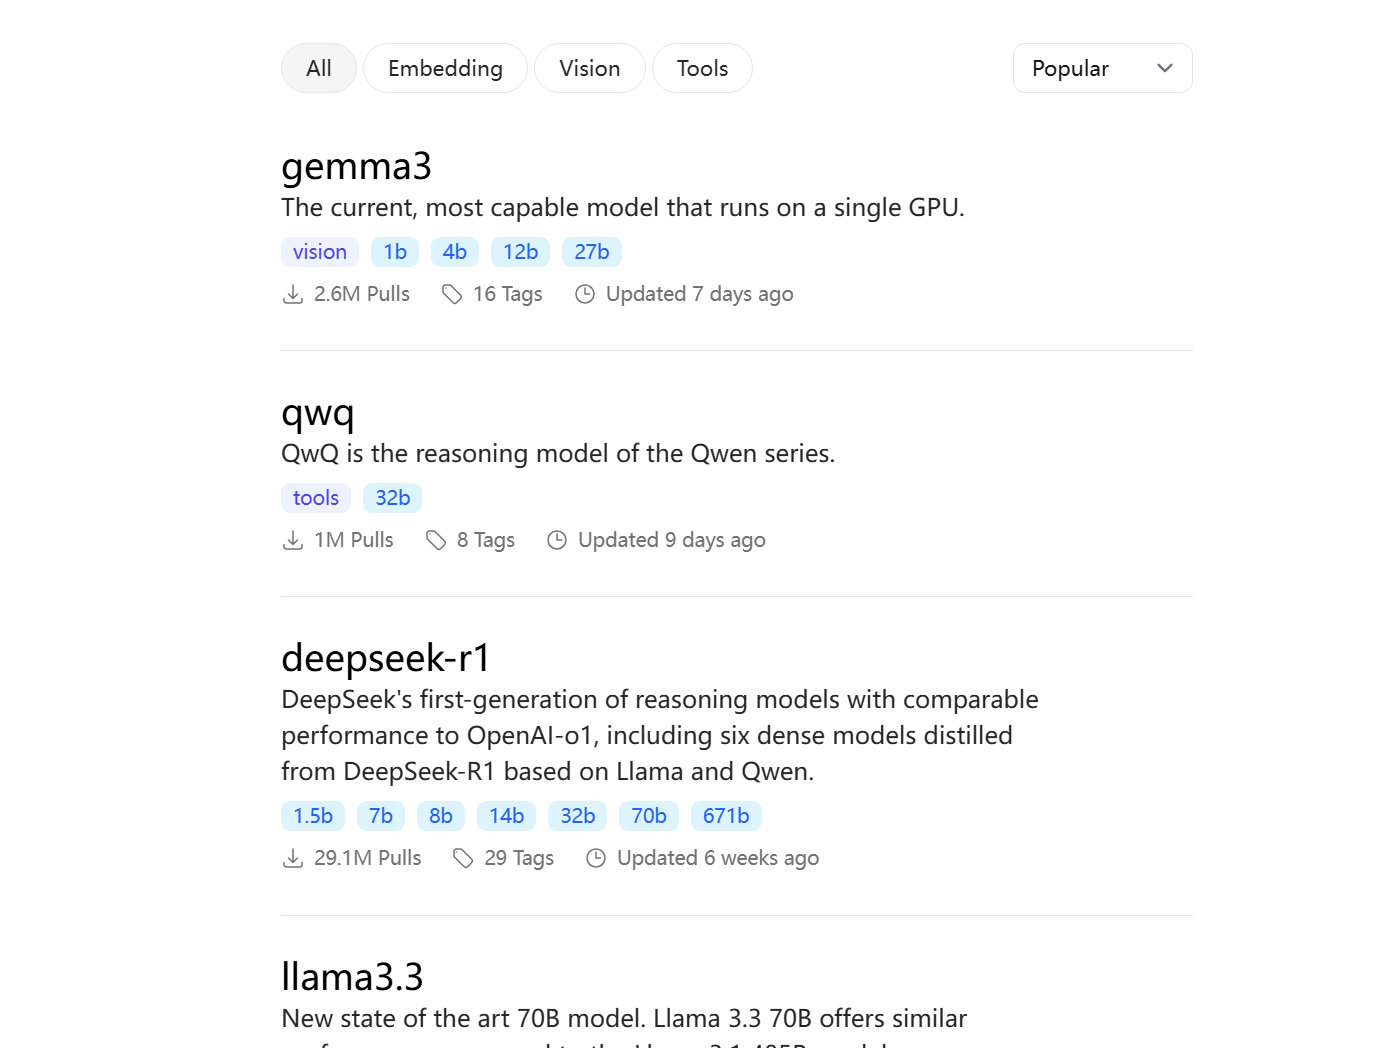 All
Embedding
Vision
Tools
Popular
gemma3
The current, most capable model that runs on a single GPU.
vision 1b 4b 12b 27b
2.6M Pulls 16 Tags Updated 7 days ago
qwq
QwQ is the reasoning model of the Qwen series.
tools 32b
1M Pulls 8 Tags Updated 9 days ago
deepseek-r1
DeepSeek's first-generation of reasoning models with comparable
performance to OpenAI-o1, including six dense models distilled
from DeepSeek-R1 based on Llama and Qwen.
1.5b 7b 8b 14b 32b 70b 671b
29.1M Pulls 29 Tags Updated 6 weeks ago
llama3.3
New state of the art 70B model. Llama 3.3 70B offers similar